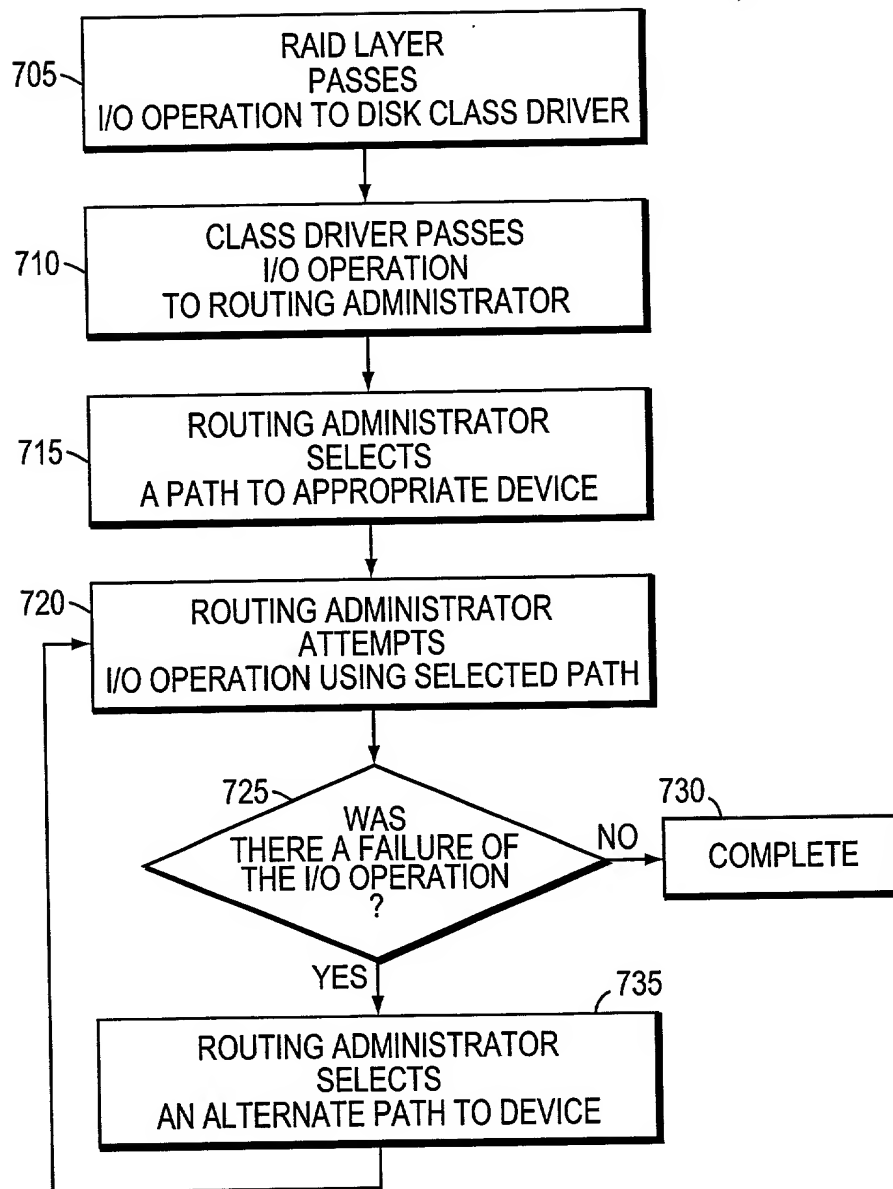 705
RAID LAYER
PASSES
I/O OPERATION TO DISK CLASS DRIVER
710
CLASS DRIVER PASSES
I/O OPERATION
TO ROUTING ADMINISTRATOR
715
ROUTING ADMINISTRATOR
SELECTS
A PATH TO APPROPRIATE DEVICE
720
ROUTING ADMINISTRATOR
ATTEMPTS
I/O OPERATION USING SELECTED PATH
725
WAS
THERE A FAILURE OF
THE I/O OPERATION
?
NO
730
COMPLETE
YES
735
ROUTING ADMINISTRATOR
SELECTS
AN ALTERNATE PATH TO DEVICE